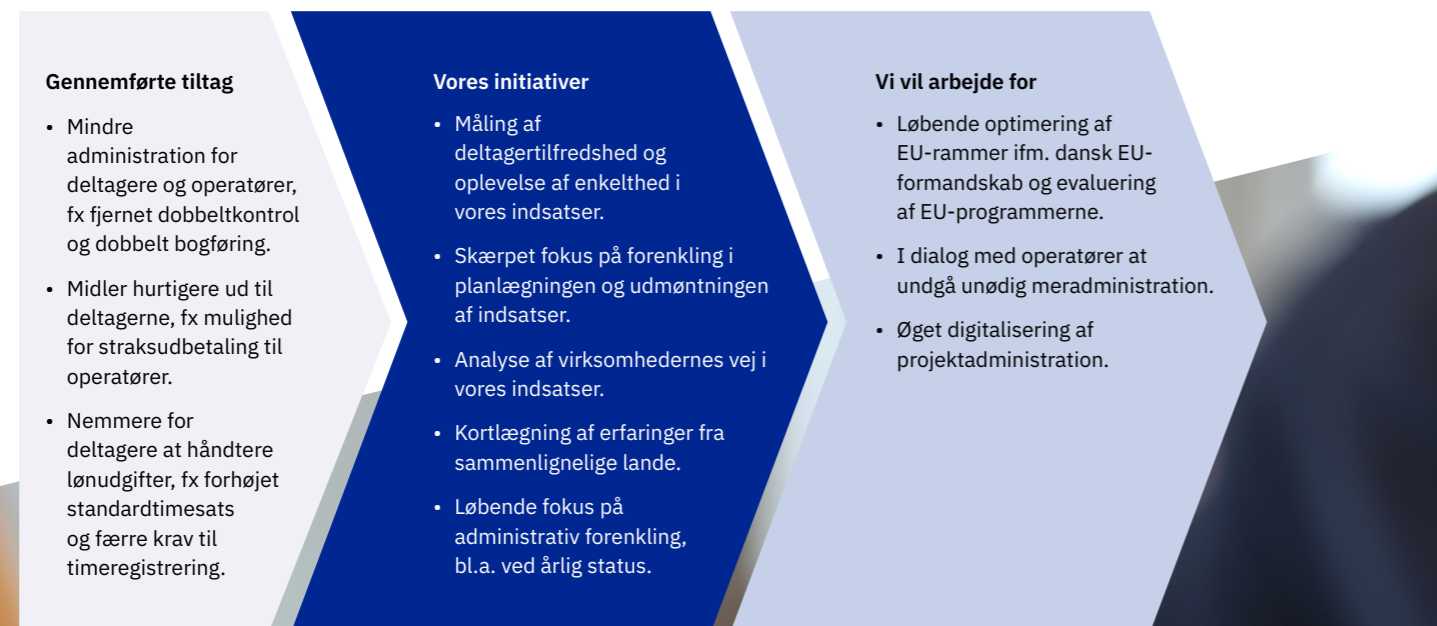 Gennemførte tiltag
• Mindre
administration for
deltagere og operatører,
fx fjernet dobbeltkontrol
og dobbelt bogføring.
• Midler hurtigere ud til
deltagerne, fx mulighed
for straksudbetaling til
operatører.
• Nemmere for
deltagere at håndtere
lønudgifter, fx forhøjet
standardtimesats
og færre krav til
timeregistrering.
Vores initiativer
• Måling af
deltagertilfredshed og
oplevelse af enkelthed i
vores indsatser.
• Skærpet fokus på forenkling i
planlægningen og udmøntningen
af indsatser.
• Analyse af virksomhedernes vej i
vores indsatser.
• Kortlægning af erfaringer fra
sammenlignelige lande.
• Løbende fokus på
administrativ forenkling,
bl.a. ved årlig status.
Vi vil arbejde for
• Løbende optimering af
EU-rammer ifm. dansk EU-
formandskab og evaluering
af EU-programmerne.
• I dialog med operatører at
undgå unødig meradministration.
• Øget digitalisering af
projektadministration.